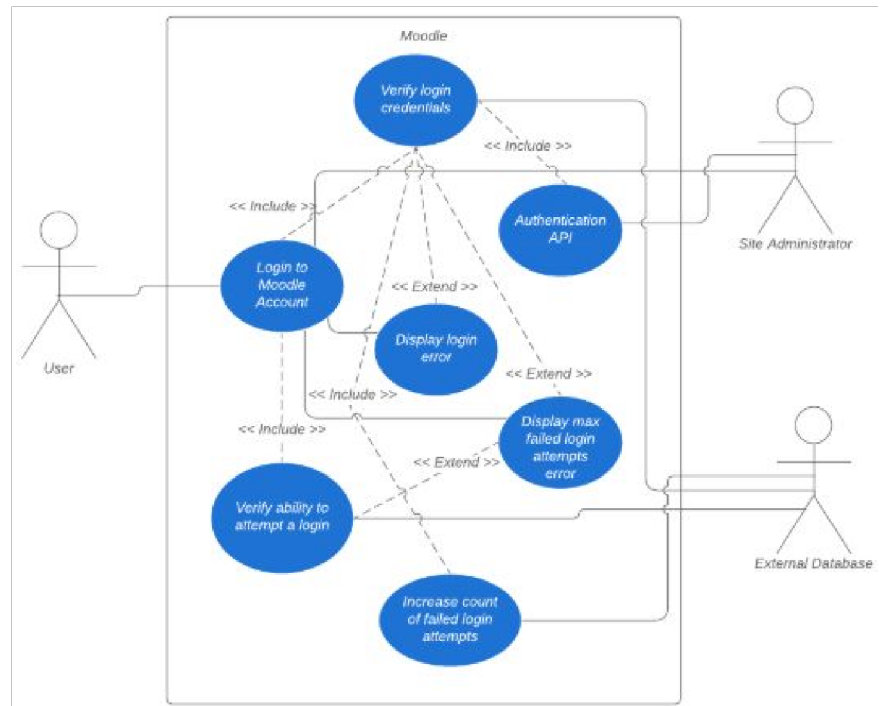 Moodle
Verify login
credentials
<< Include >>
<< Include >>
Authentication
API
Site Administrator
Login to
Moodle
Account
<< Extend >>
Display login
error
User
<< Extend >>
<< Include >>
Display max
failed login
attempts
error
<< Include >>
<< Extend >>
Verify ability to
attempt a login
External Database
Increase count
of failed login
attempts